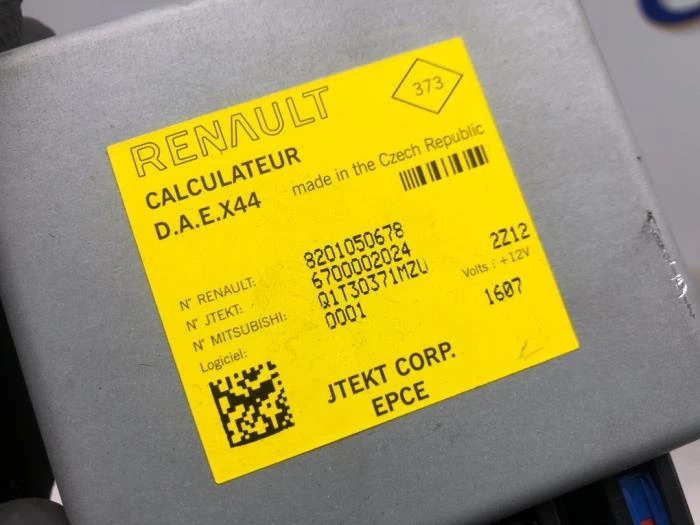 RENAULT
373
CALCULATEUR
D.A.E.X44
made in the Czech Republic
N° RENAULT: 8201050678
N° JTEKT: 6700002024 2Z12
N° MITSUBISHI: Q1T30371MZU Volts: +12V
Logiciel: 0001 1607
JTEKT CORP.
EPCE